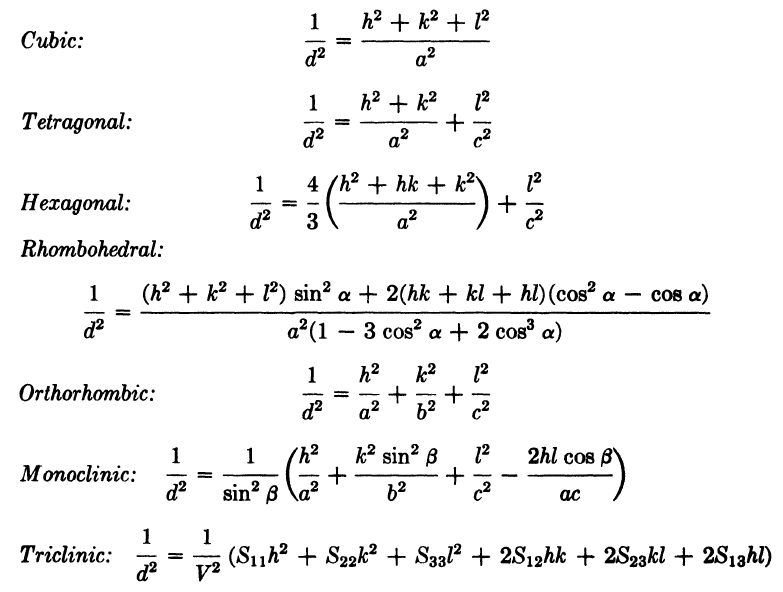 Cubic: 1/d² = (h² + k² + l²)/a²
Tetragonal: 1/d² = (h² + k²)/a² + l²/c²
Hexagonal: 1/d² = 4/3 ((h² + hk + k²)/a²) + l²/c²
Rhombohedral:
1/d² = ((h² + k² + l²) sin² α + 2(hk + kl + hl)(cos² α − cos α))/(a²(1 − 3 cos² α + 2 cos³ α))
Orthorhombic: 1/d² = h²/a² + k²/b² + l²/c²
Monoclinic: 1/d² = 1/sin² β (h²/a² + k² sin² β/b² + l²/c² − 2hl cos β/ac)
Triclinic: 1/d² = 1/V² (S₁₁h² + S₂₂k² + S₃₃l² + 2S₁₂hk + 2S₂₃kl + 2S₁₃hl)